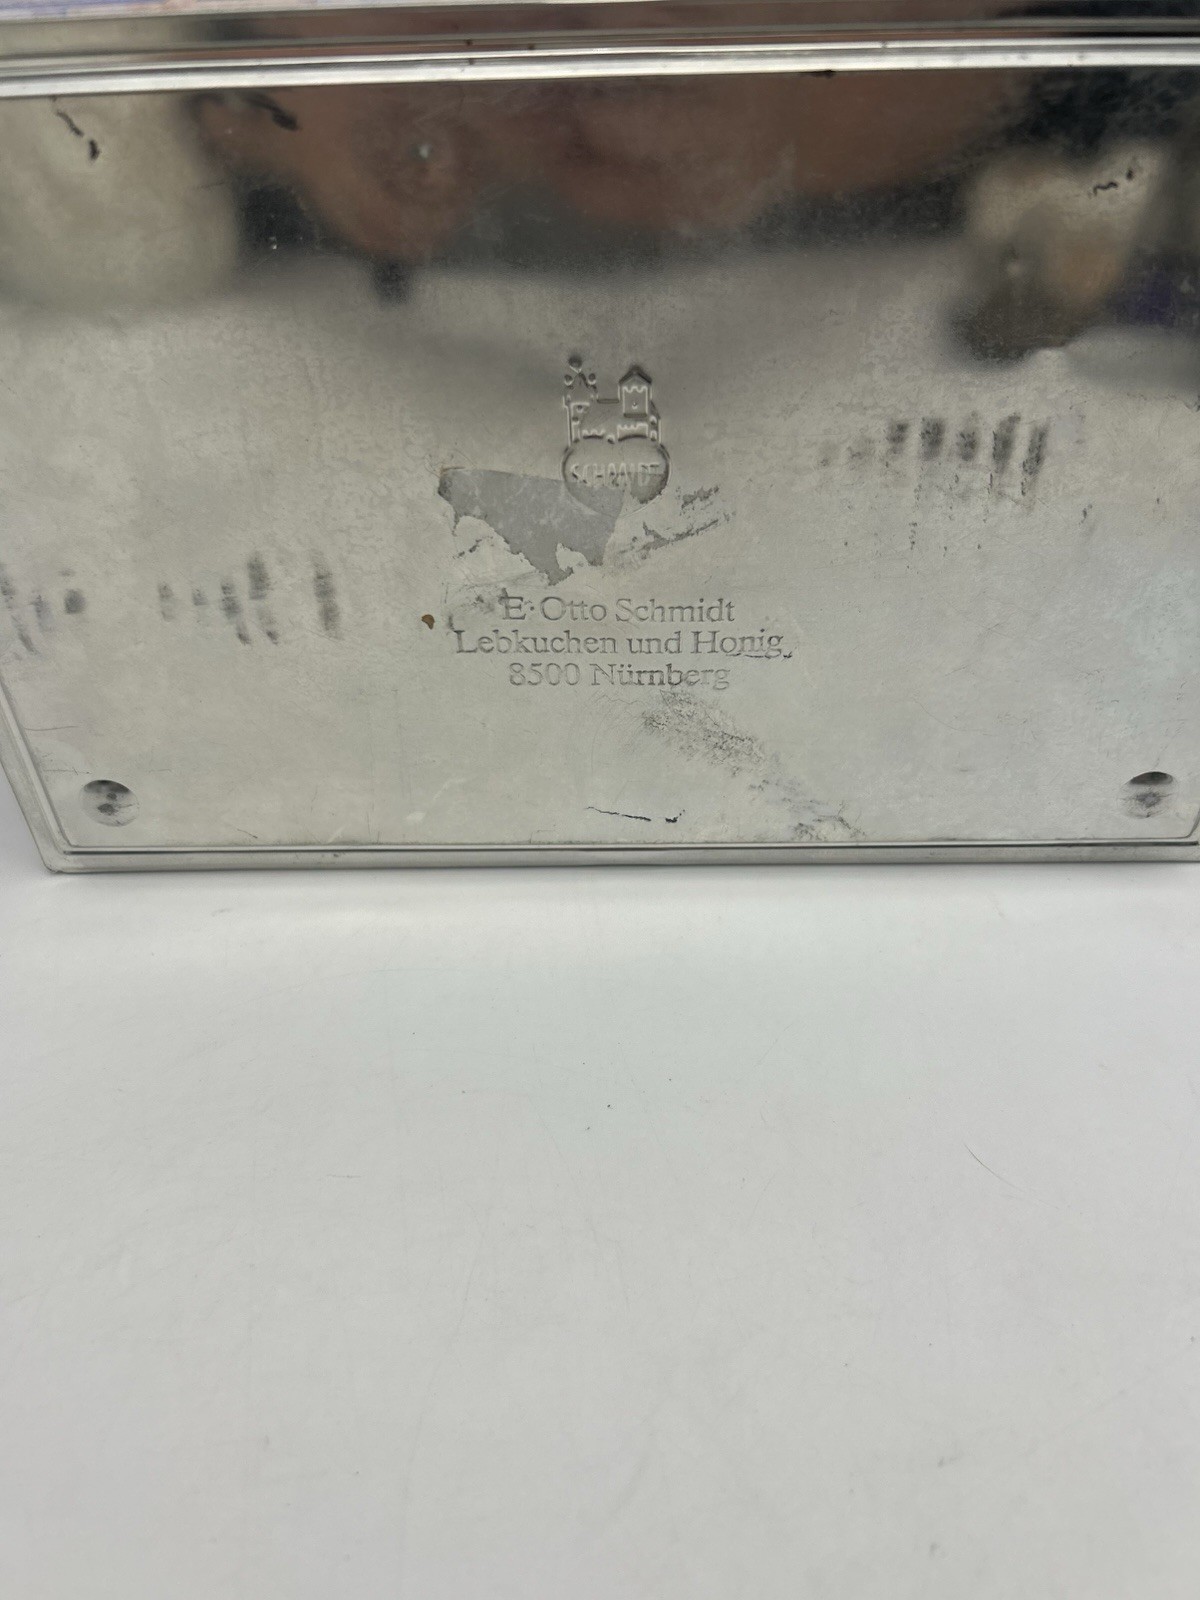 SCHMIDT
E. Otto Schmidt
Lebkuchen und Honig
8500 Nürnberg